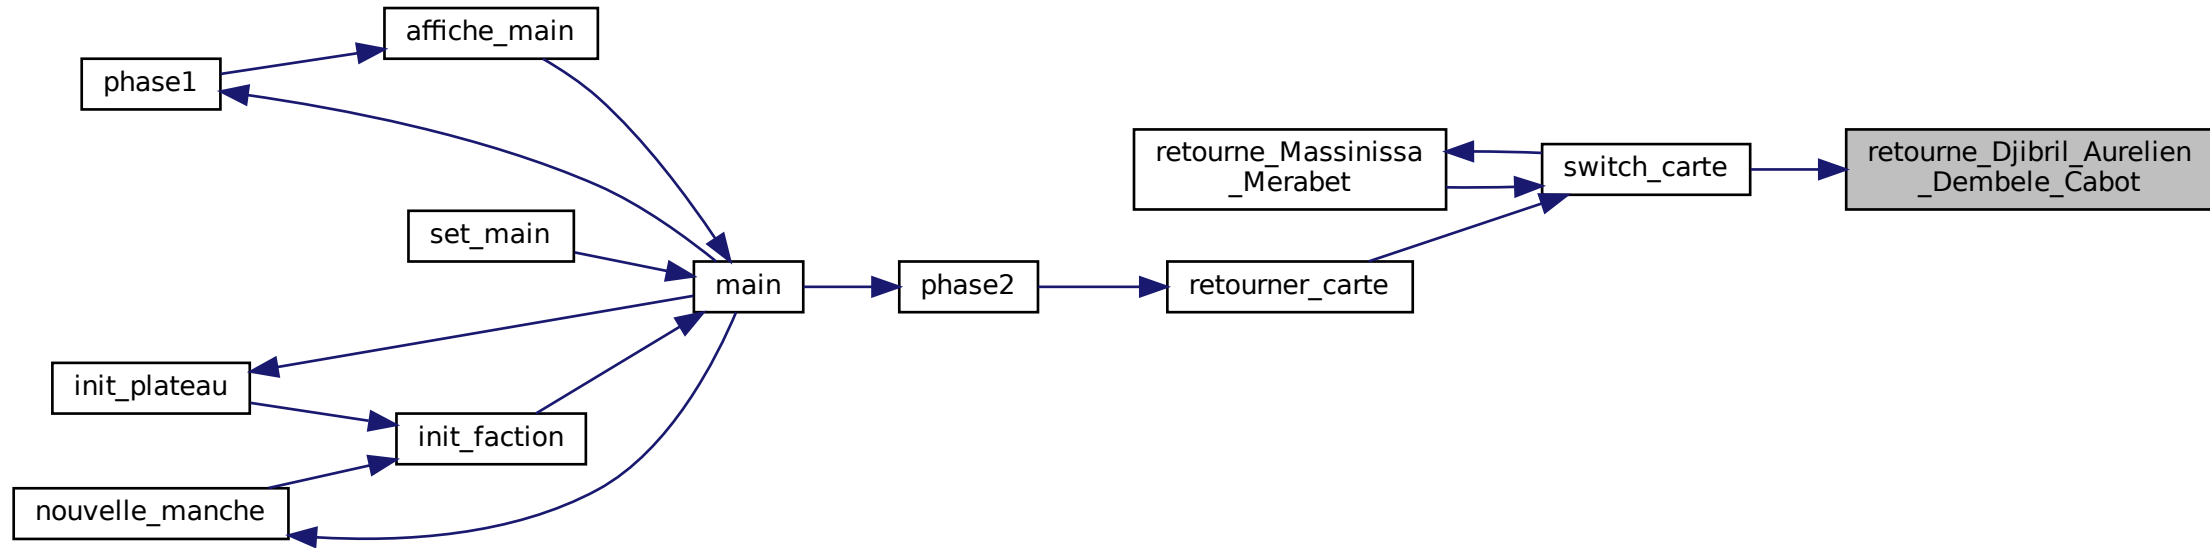 affiche_main
phase1
retourne_Massinissa
_Merabet
switch_carte
retourne_Djibril_Aurelien
_Dembele_Cabot
set_main
main
phase2
retourner_carte
init_plateau
init_faction
nouvelle_manche